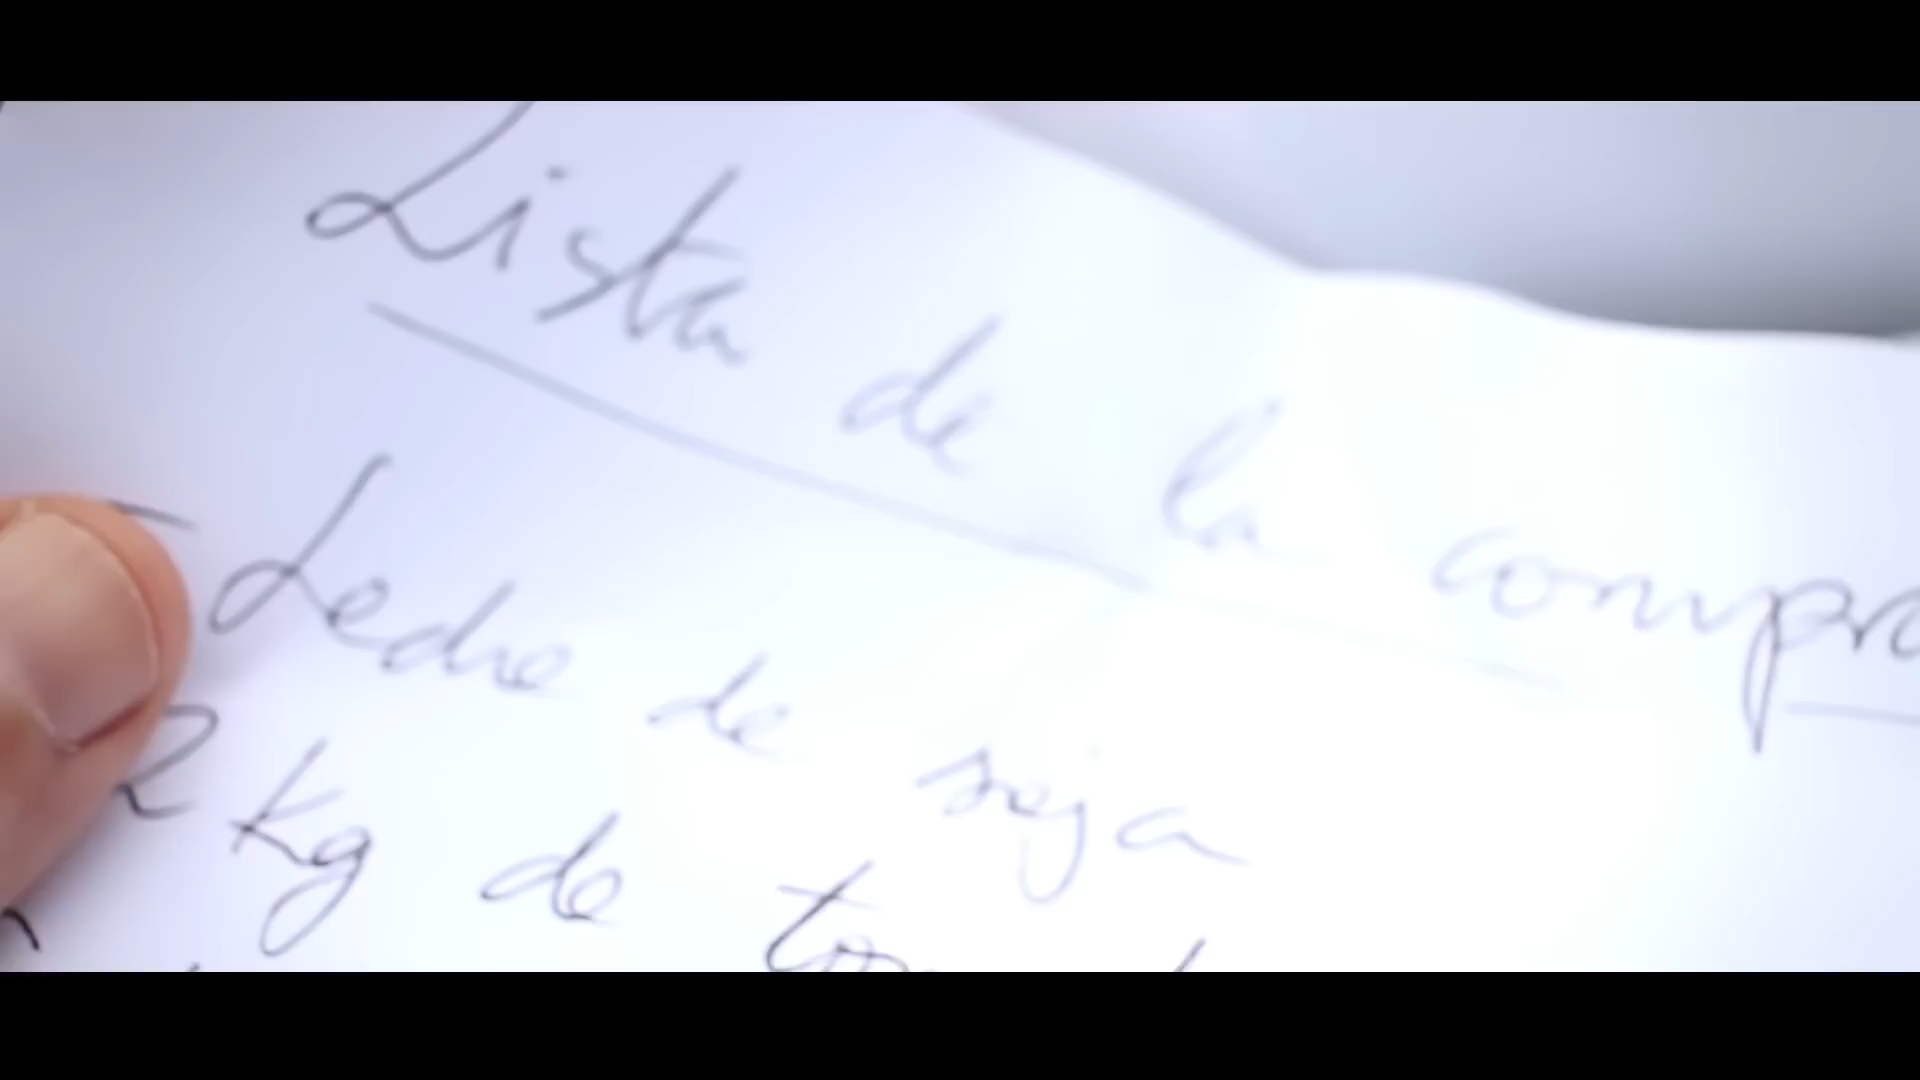 Lista de la compra
- Leche de soja
2 kg de